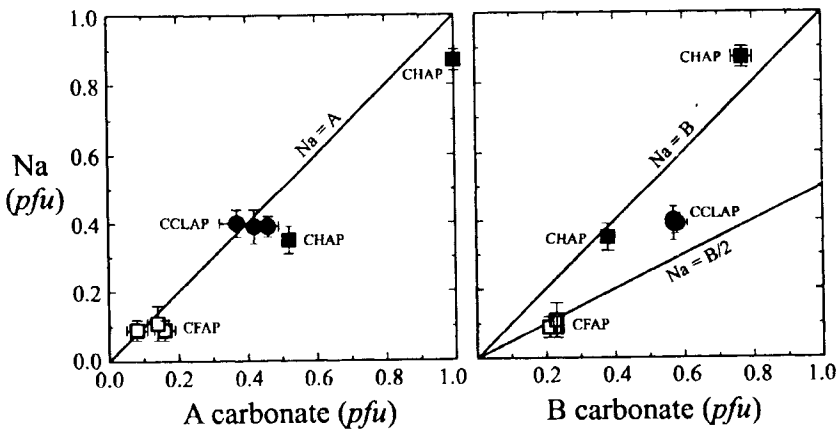 1.0
0.8
0.6
0.4
0.2
0.0
Na
(pfu)
CHAP
Na = A
CCLAP
CHAP
CFAP
0.0 0.2 0.4 0.6 0.8 1.0
A carbonate (pfu)
CHAP
Na = B
CCLAP
CHAP
Na = B/2
CFAP
0.2 0.4 0.6 0.8 1.0
B carbonate (pfu)